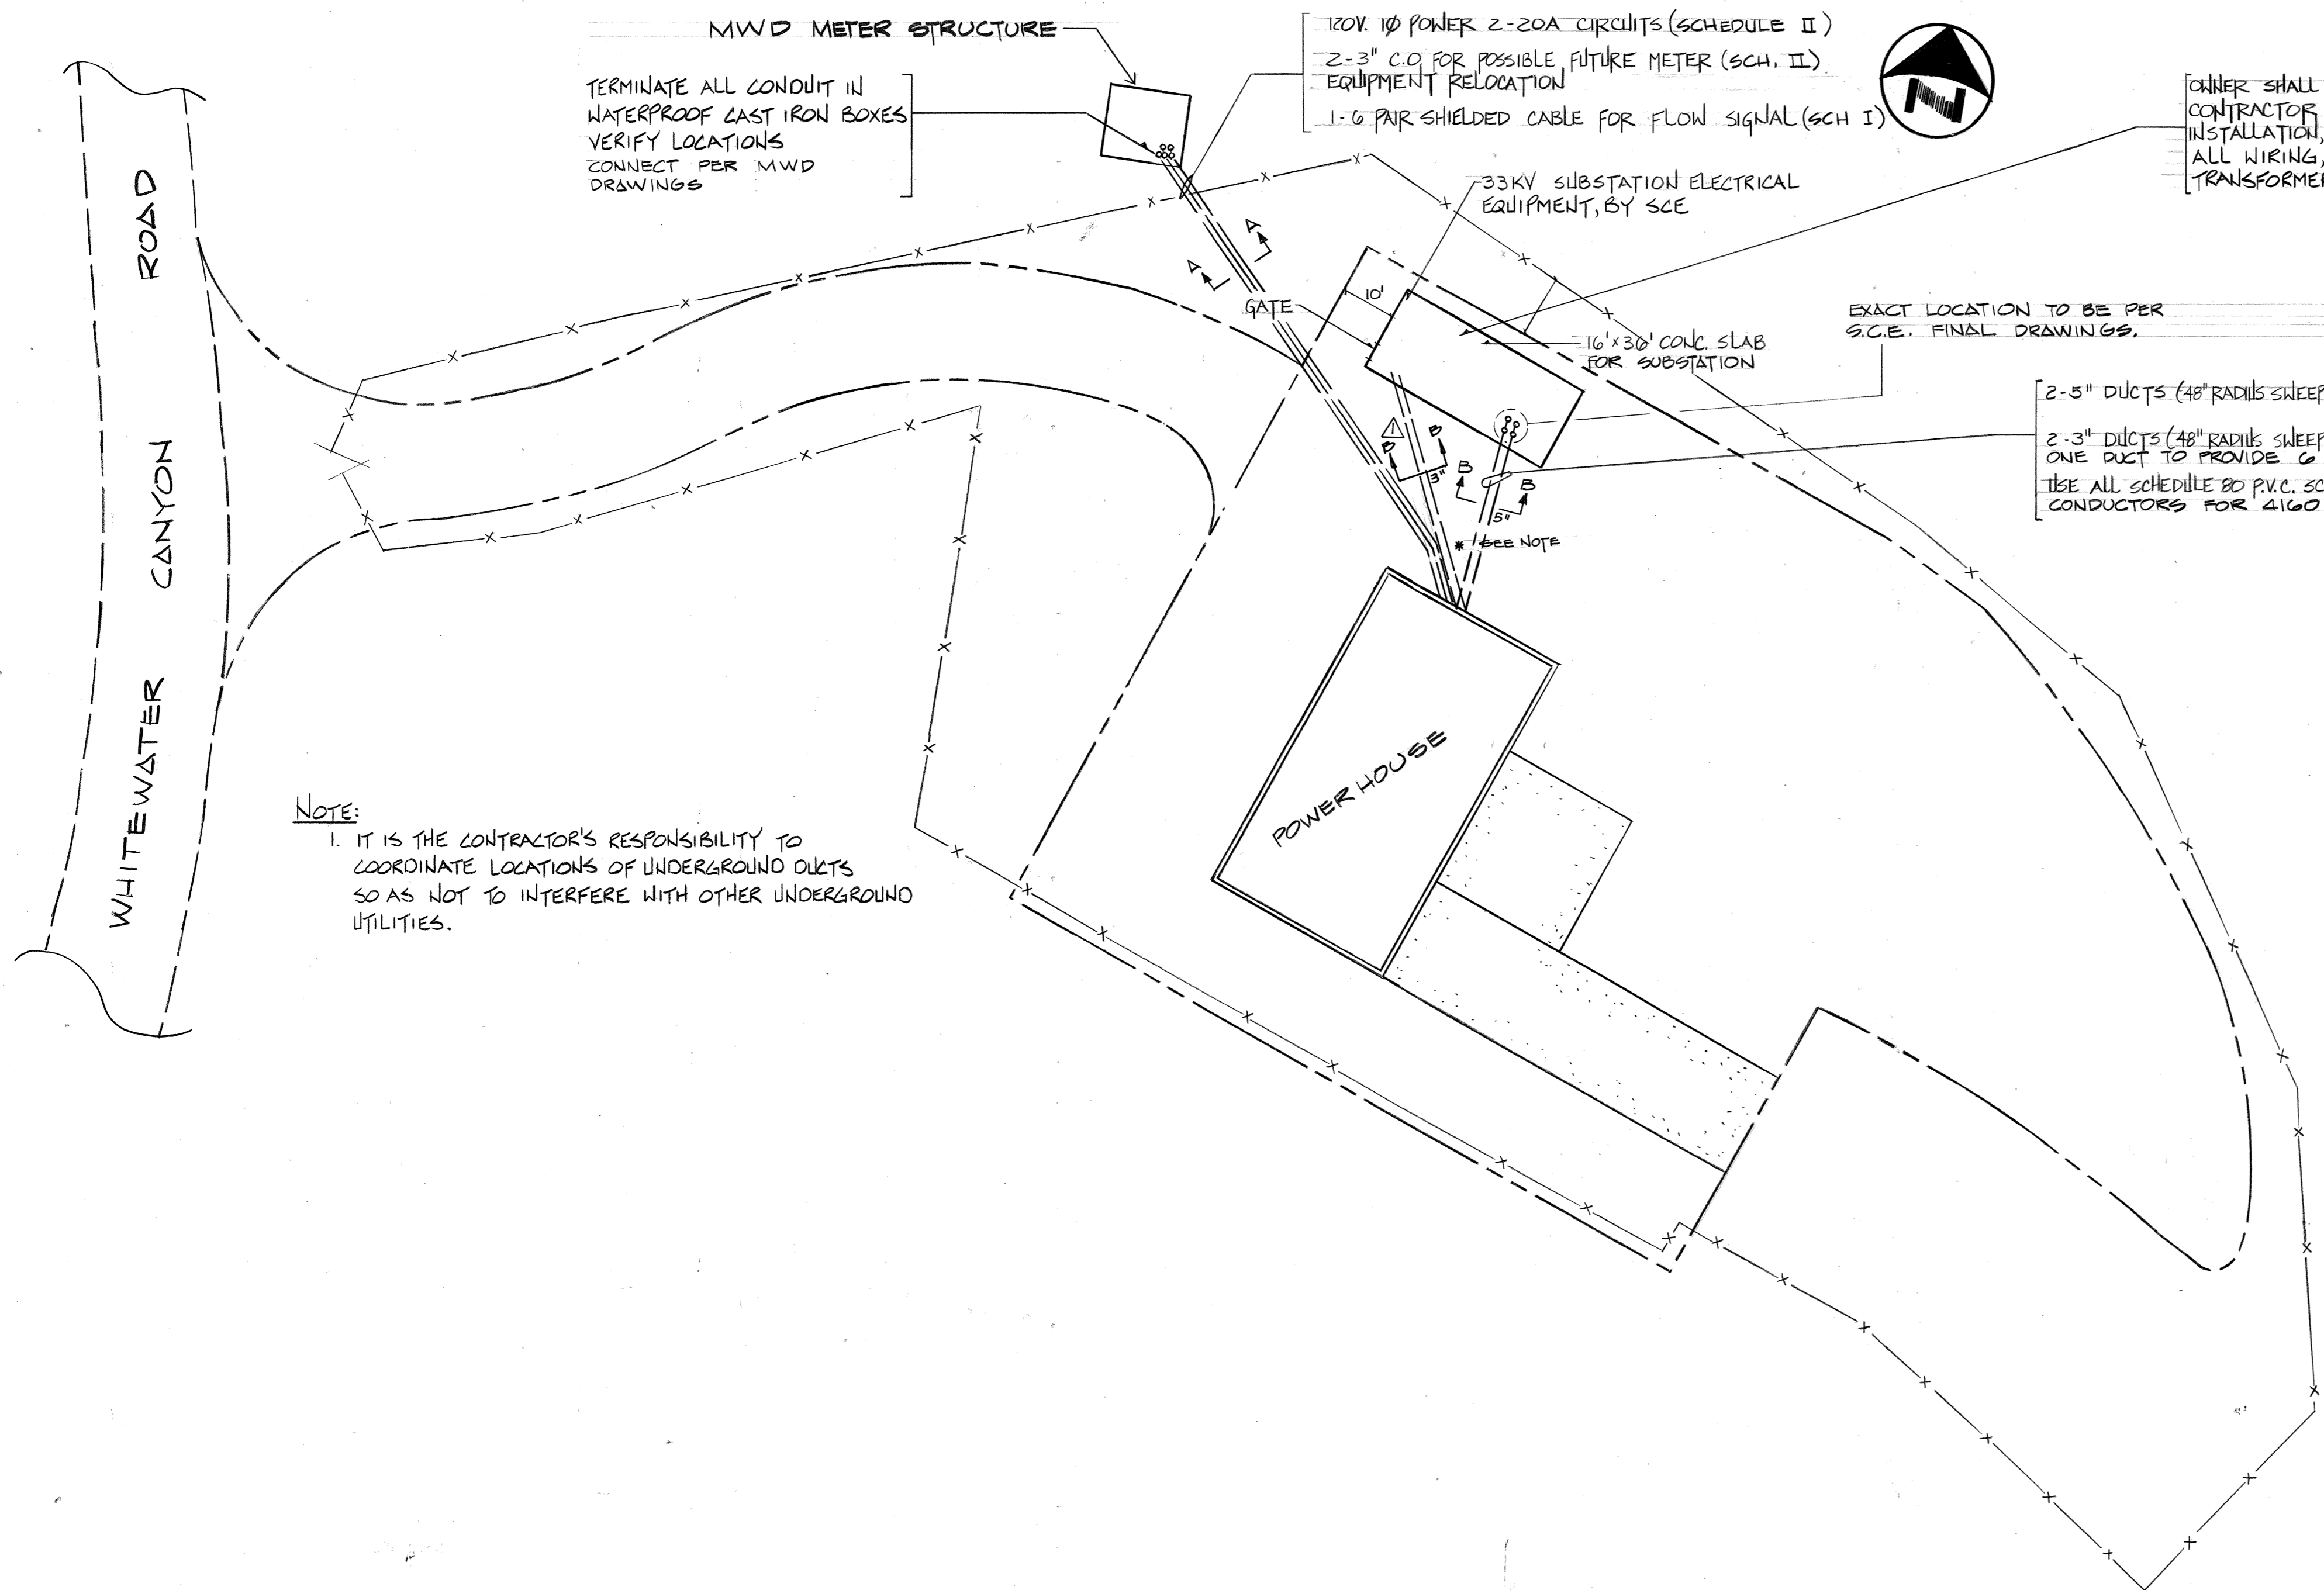 MWD METER STRUCTURE
TERMINATE ALL CONDUIT IN
WATERPROOF CAST IRON BOXES
VERIFY LOCATIONS
CONNECT PER MWD
DRAWINGS
120V. 1Ø POWER 2-20A CIRCUITS (SCHEDULE II)
2-3" C.O. FOR POSSIBLE FUTURE METER (SCH. II)
EQUIPMENT RELOCATION
1-6 PAIR SHIELDED CABLE FOR FLOW SIGNAL (SCH I)
N
OWNER SHALL
CONTRACTOR
INSTALLATION,
ALL WIRING,
TRANSFORME
33KV SUBSTATION ELECTRICAL
EQUIPMENT, BY SCE
A
A
GATE
10'
16'x36' CONC. SLAB
FOR SUBSTATION
EXACT LOCATION TO BE PER
S.C.E. FINAL DRAWINGS.
2-5" DUCTS (48" RADIUS SWEEP
2-3" DUCTS (48" RADIUS SWEEP
ONE DUCT TO PROVIDE 6
USE ALL SCHEDULE 80 P.V.C. SC
CONDUCTORS FOR 4160
1
B
B
3"
B
B
5"
* SEE NOTE
WHITEWATER CANYON ROAD
POWER HOUSE
NOTE:
1. IT IS THE CONTRACTOR'S RESPONSIBILITY TO
COORDINATE LOCATIONS OF UNDERGROUND DUCTS
SO AS NOT TO INTERFERE WITH OTHER UNDERGROUND
UTILITIES.